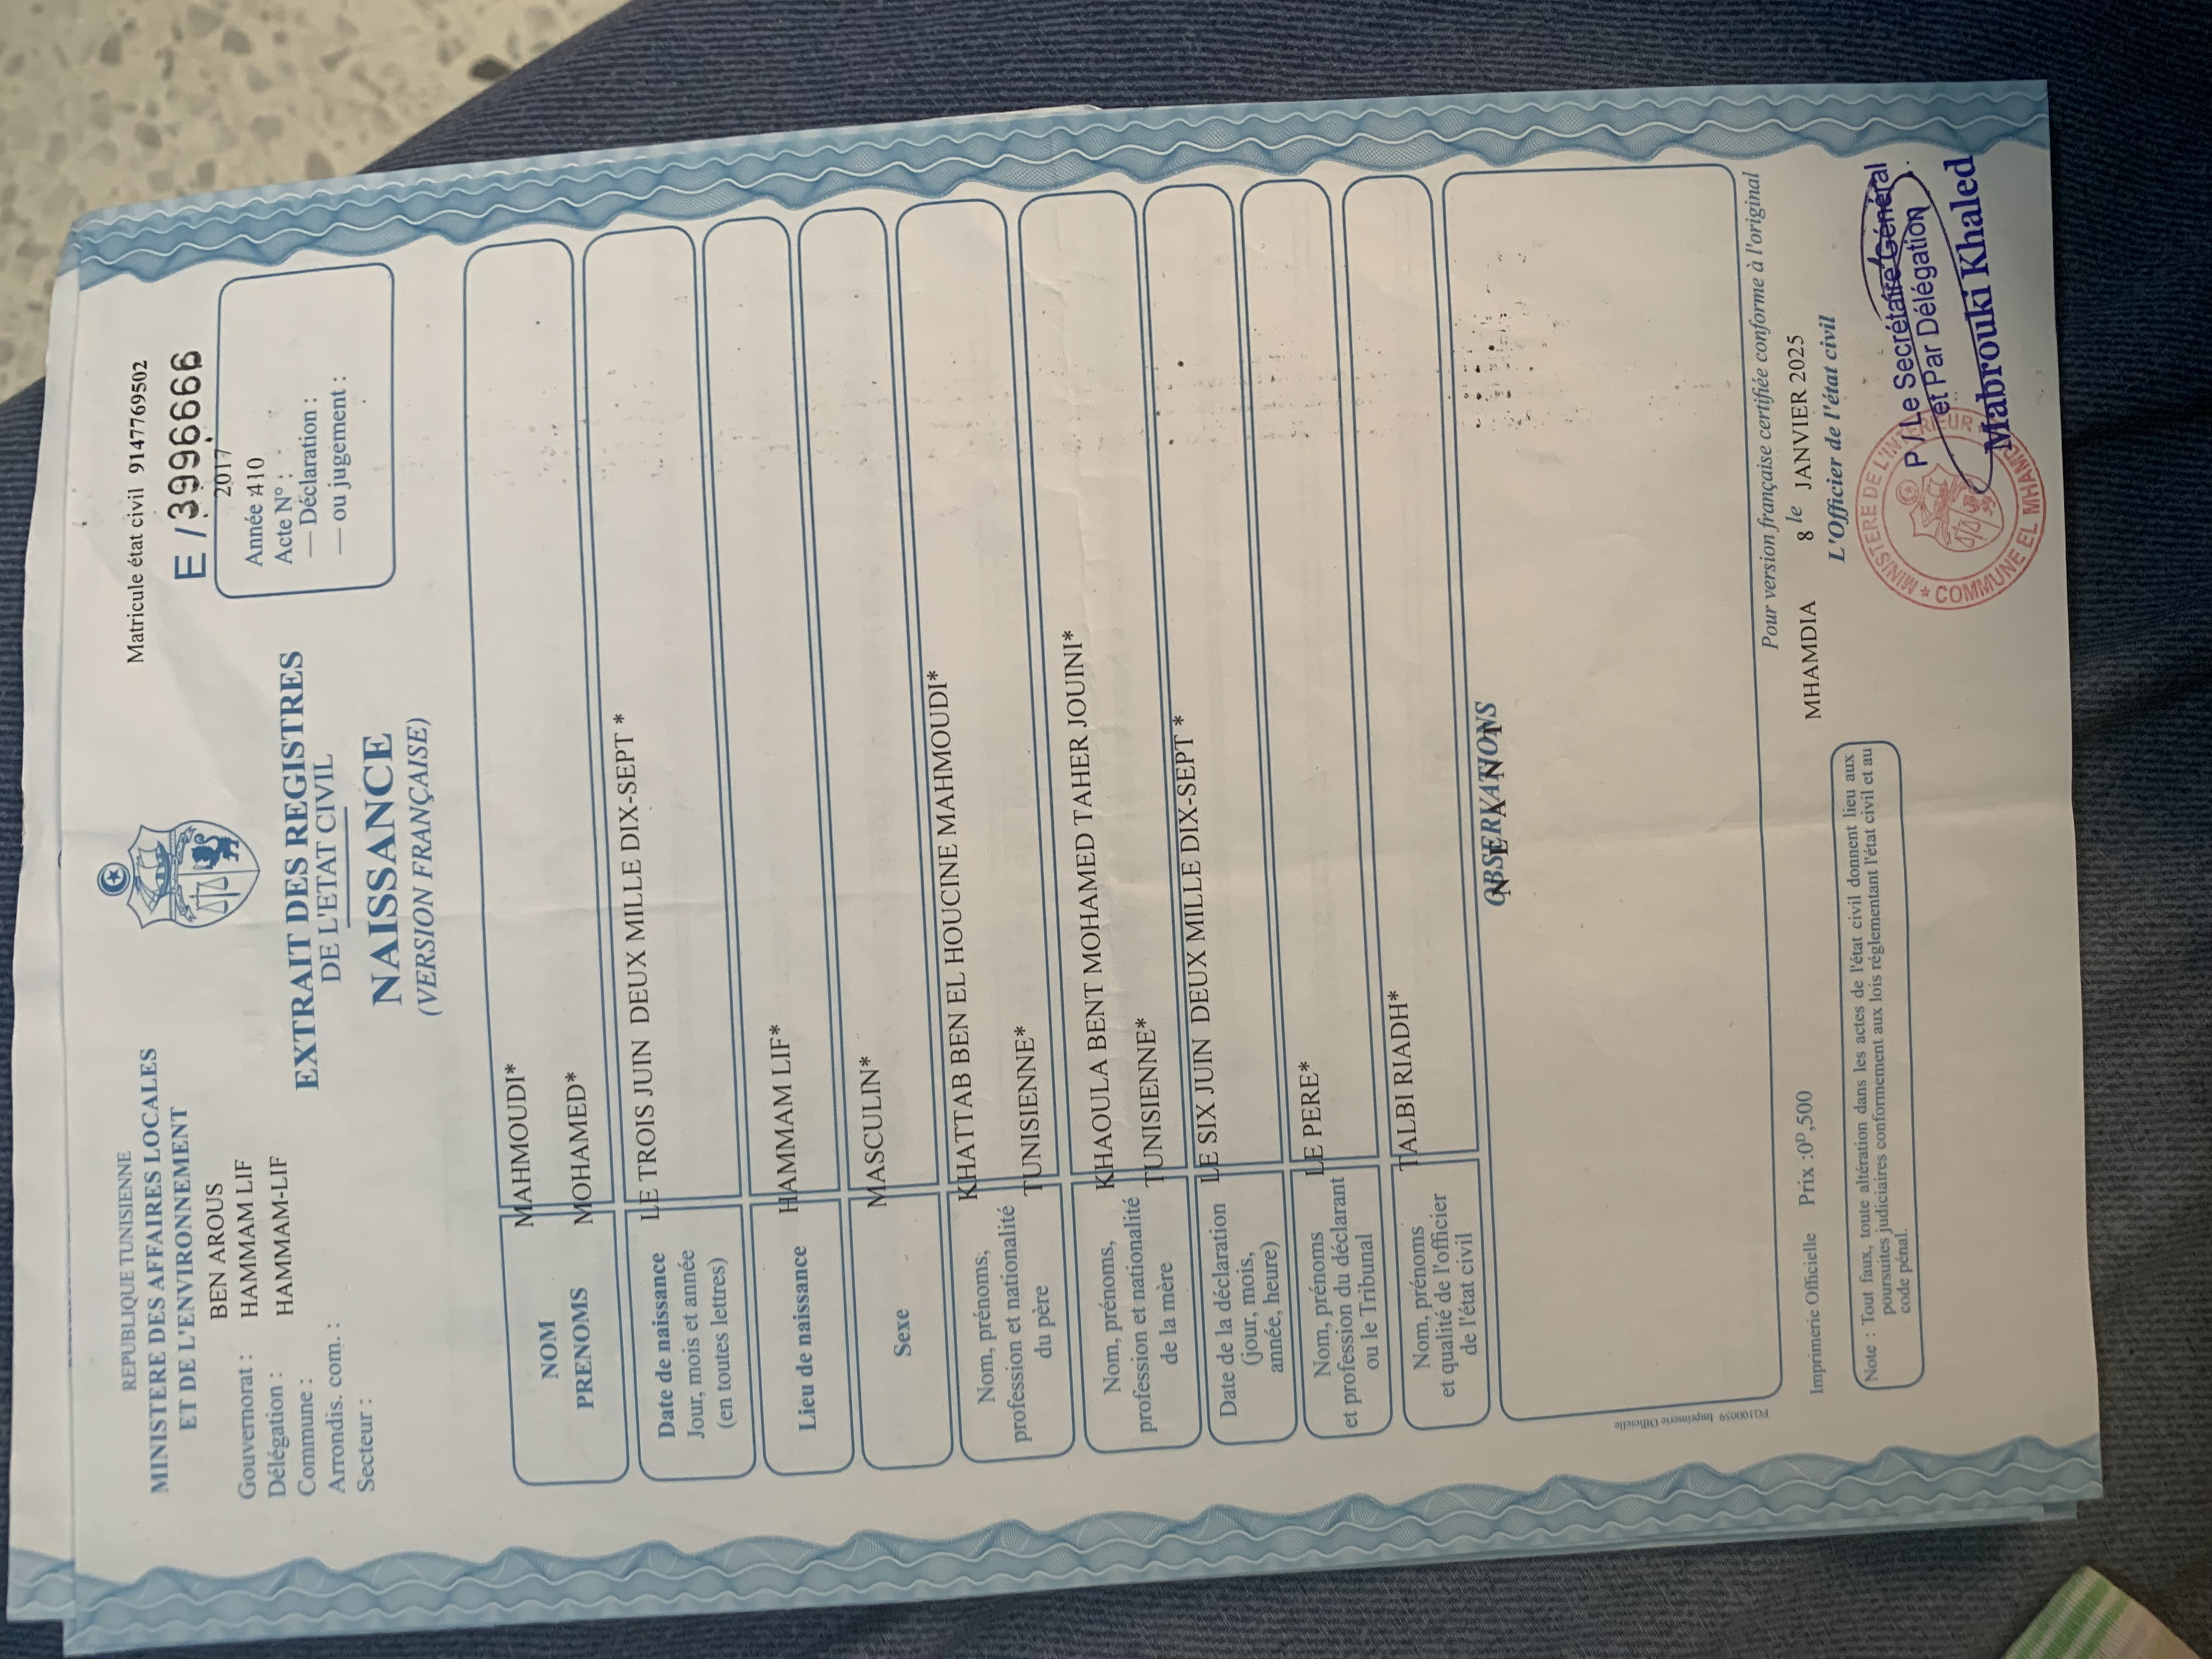 REPUBLIQUE TUNISIENNE
MINISTERE DES AFFAIRES LOCALES
ET DE L'ENVIRONNEMENT
Gouvernorat : BEN AROUS
Délégation : HAMMAM LIF
Commune : HAMMAM-LIF
Arrondis. com. :
Secteur :
Matricule état civil 9147769502
E / 3996666
2017
Année 410
Acte N° :
— Déclaration :
— ou jugement :
EXTRAIT DES REGISTRES
DE L'ETAT CIVIL
NAISSANCE
(VERSION FRANÇAISE)
NOM MAHMOUDI*
PRENOMS MOHAMED*
Date de naissance
Jour, mois et année
(en toutes lettres)
LE TROIS JUIN DEUX MILLE DIX-SEPT *
Lieu de naissance HAMMAM LIF*
Sexe MASCULIN*
Nom, prénoms,
profession et nationalité
du père
KHATTAB BEN EL HOUCINE MAHMOUDI*
TUNISIENNE*
Nom, prénoms,
profession et nationalité
de la mère
KHAOULA BENT MOHAMED TAHER JOUINI*
TUNISIENNE*
Date de la déclaration
(jour, mois,
année, heure)
LE SIX JUIN DEUX MILLE DIX-SEPT *
Nom, prénoms
et profession du déclarant
ou le Tribunal
LE PERE*
Nom, prénoms
et qualité de l'officier
de l'état civil
TALBI RIADH*
OBSERVATIONS
N E A N T
FG100059 Imprimerie Officielle
Pour version française certifiée conforme à l'original
Imprimerie Officielle Prix :0D,500
MHAMDIA 8 le JANVIER 2025
L'Officier de l'état civil
Note : Tout faux, toute altération dans les actes de l'état civil donnent lieu aux
poursuites judiciaires conformement aux lois réglementant l'état civil et au
code pénal.
MINISTERE DE L'INTERIEUR
★ COMMUNE EL MHAMDIA
P / Le Secrétaire Général
et Par Délégation
Mabrouki Khaled